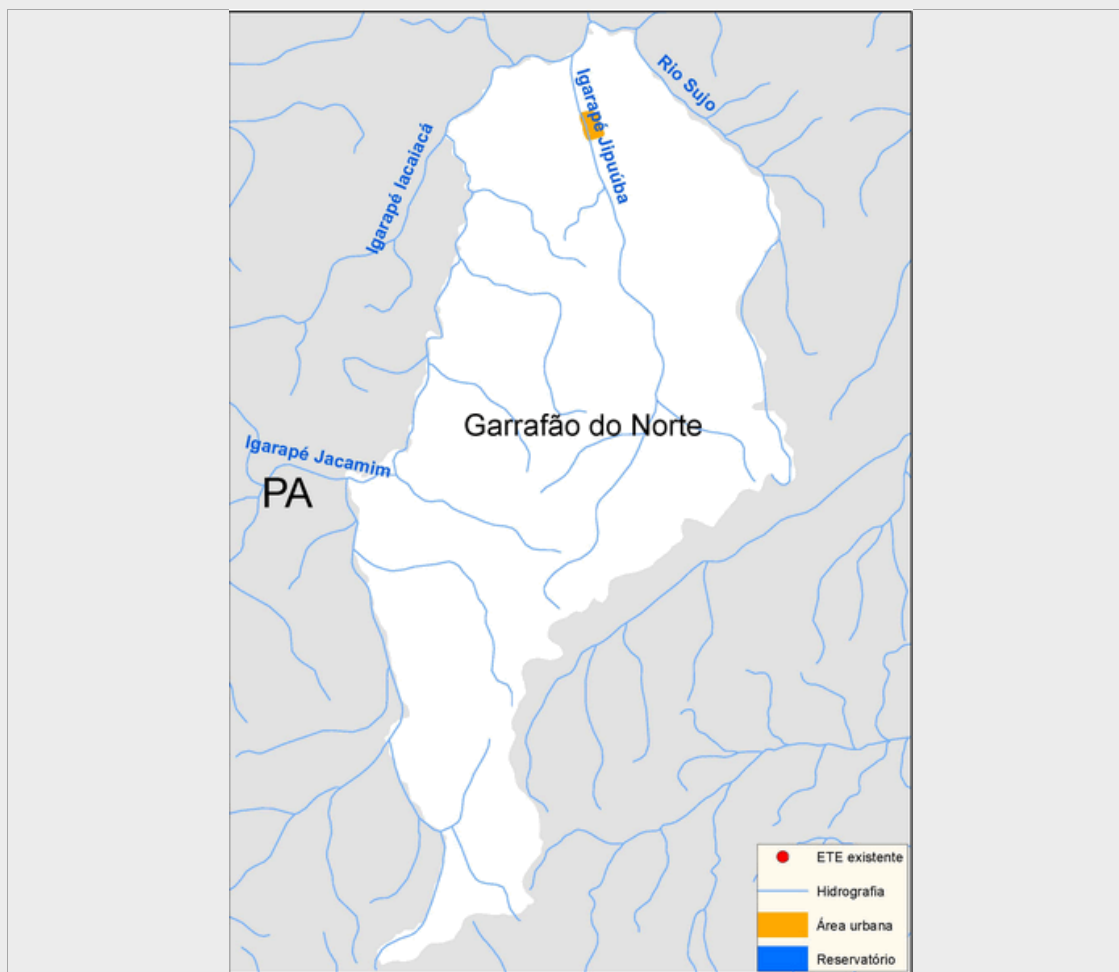 Rio Sujo
Igarapé Jipuúba
Igarapé Iacaiacá
Garrafão do Norte
Igarapé Jacamim
PA
ETE existente
Hidrografia
Área urbana
Reservatório